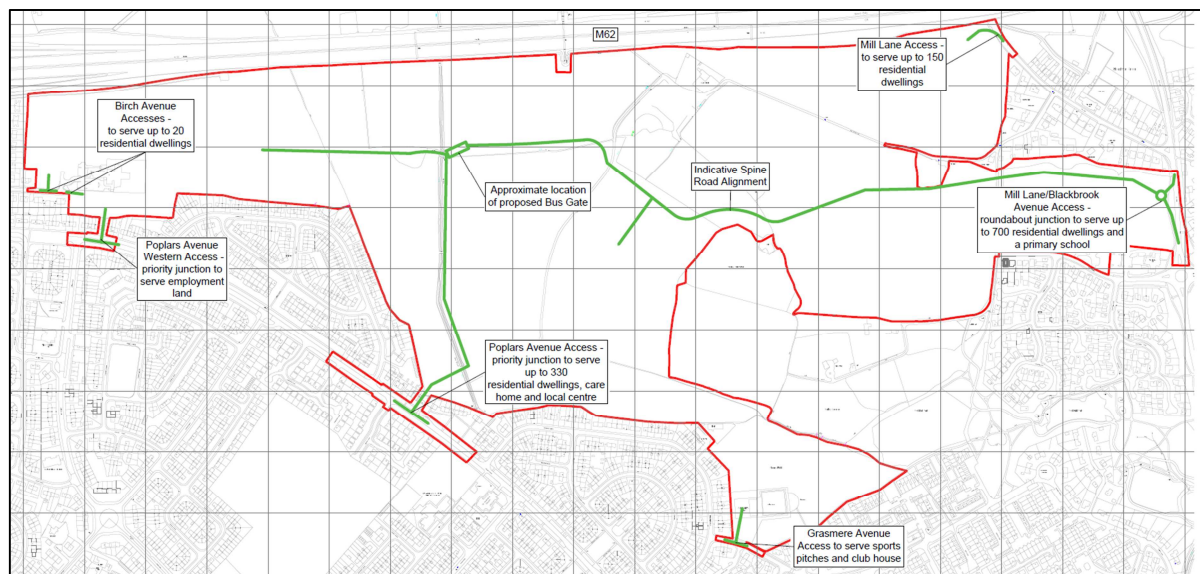 M62
Mill Lane Access -
to serve up to 150
residential
dwellings
Birch Avenue
Accesses -
to serve up to 20
residential dwellings
Approximate location
of proposed Bus Gate
Indicative Spine
Road Alignment
Mill Lane/Blackbrook
Avenue Access -
roundabout junction to serve up
to 700 residential dwellings and
a primary school
Poplars Avenue
Western Access -
priority junction to
serve employment
land
Poplars Avenue Access -
priority junction to serve
up to 330
residential dwellings, care
home and local centre
Grasmere Avenue
Access to serve sports
pitches and club house